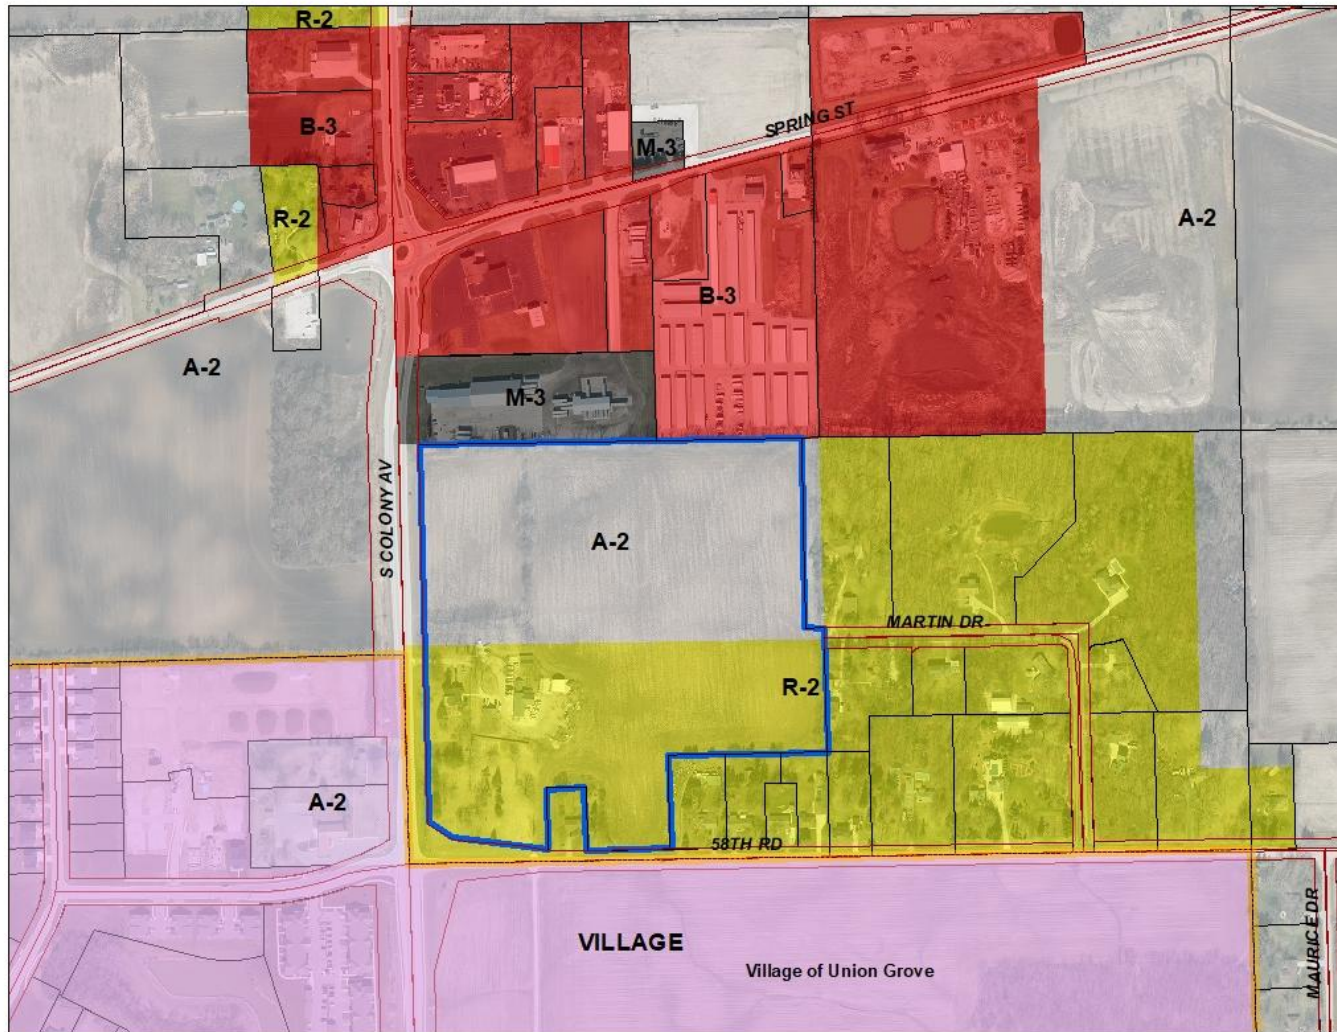 R-2
B-3
SPRING ST
M-3
R-2
A-2
B-3
A-2
M-3
S COLONY AV
A-2
MARTIN DR
R-2
A-2
58TH RD
VILLAGE
Village of Union Grove
MAURICE DR